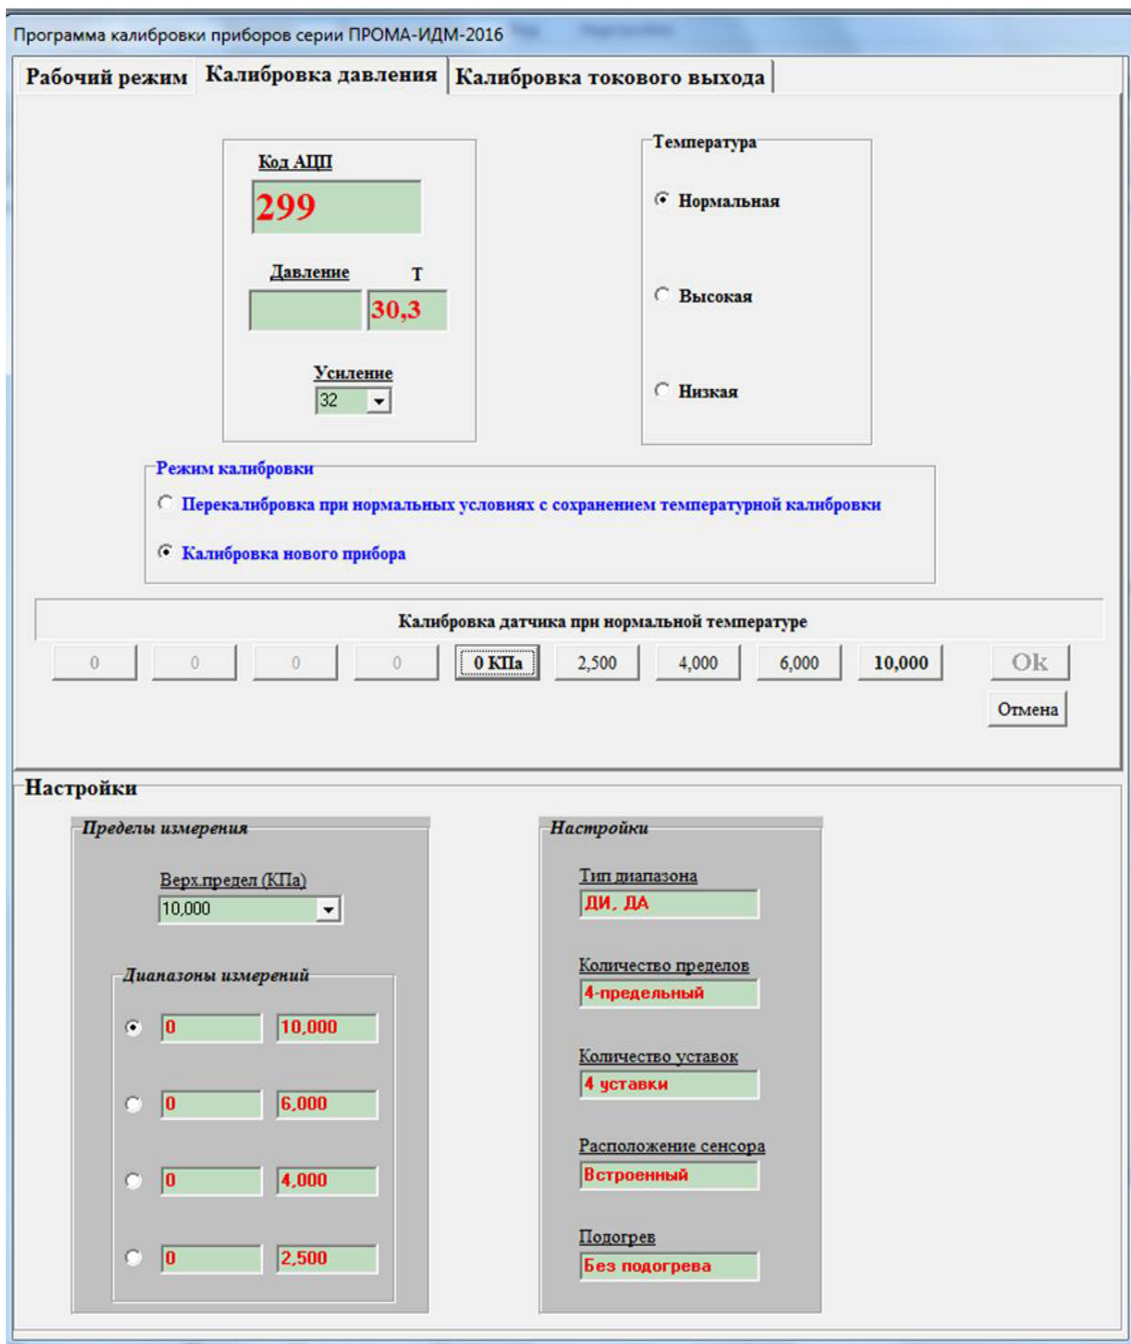 Программа калибровки приборов серии ПРОМА-ИДМ-2016
Рабочий режим Калибровка давления Калибровка токового выхода
Код АЦП
299
Давление Т
30,3
Усиление
32
Температура
Нормальная
Высокая
Низкая
Режим калибровки
Перекалибровка при нормальных условиях с сохранением температурной калибровки
Калибровка нового прибора
Калибровка датчика при нормальной температуре
0 0 0 0 0 КПа 2,500 4,000 6,000 10,000 Ok
Отмена
Настройки
Пределы измерения
Верх.предел (КПа)
10,000
Диапазоны измерений
0 10,000
0 6,000
0 4,000
0 2,500
Настройки
Тип диапазона
ДИ, ДА
Количество пределов
4-предельный
Количество уставок
4 уставки
Расположение сенсора
Встроенный
Подогрев
Без подогрева